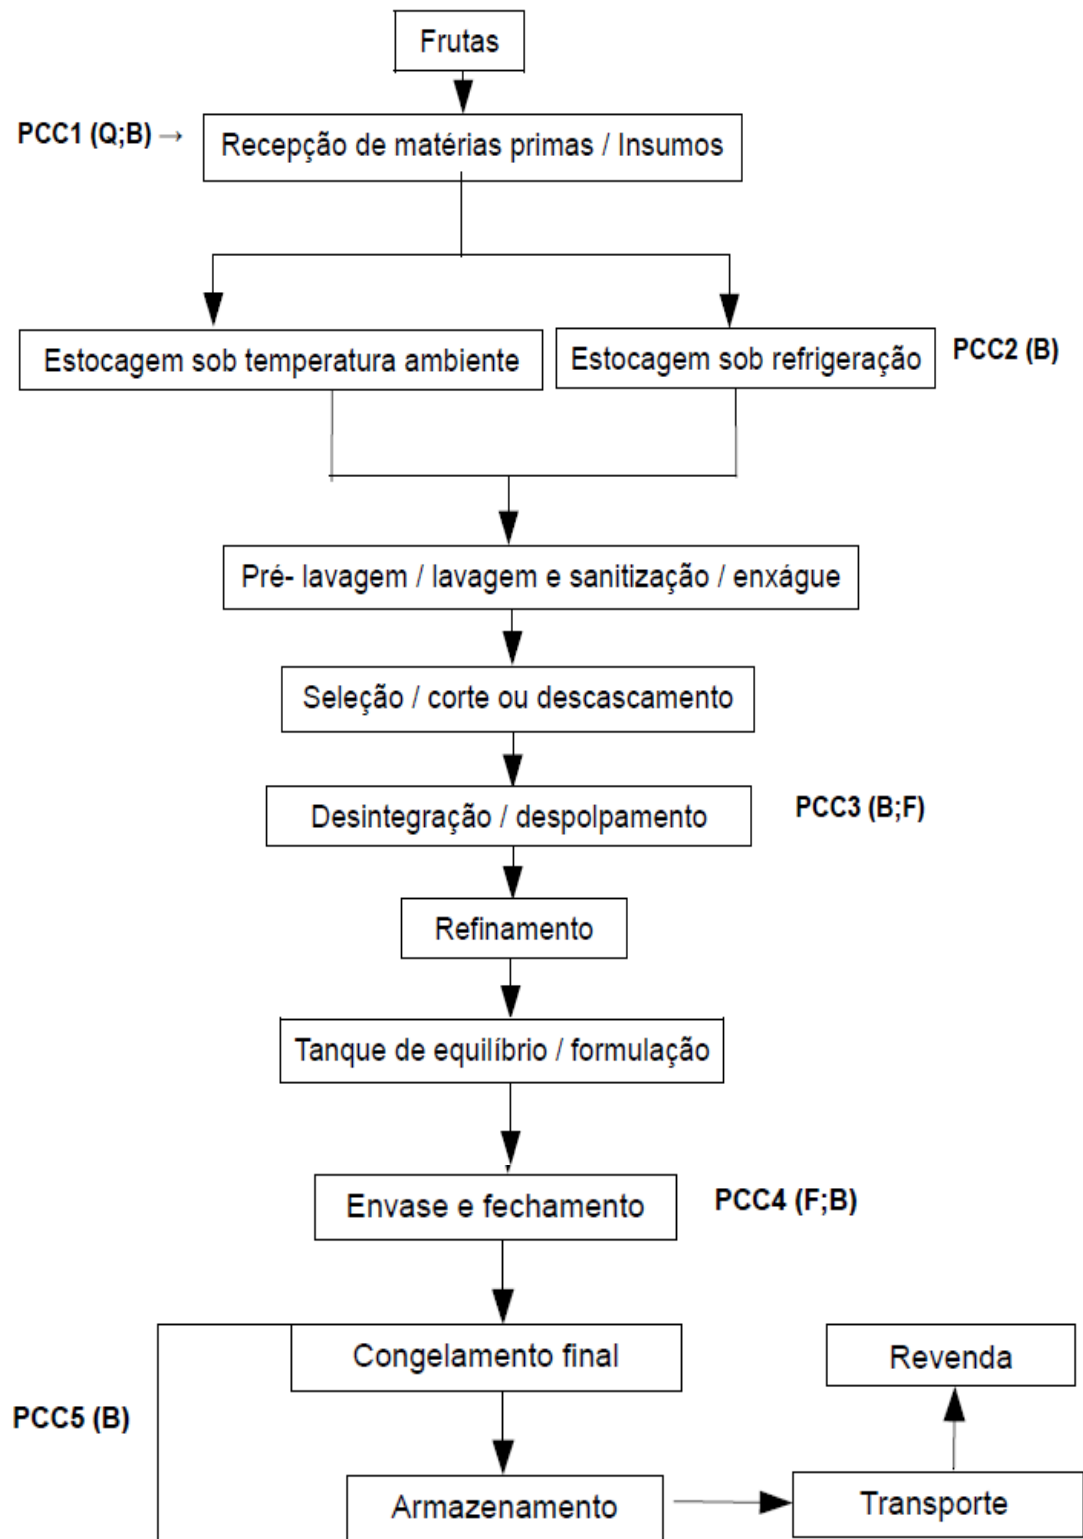 Frutas
PCC1 (Q;B) →
Recepção de matérias primas / Insumos
Estocagem sob temperatura ambiente
Estocagem sob refrigeração
PCC2 (B)
Pré- lavagem / lavagem e sanitização / enxágue
Seleção / corte ou descascamento
Desintegração / despolpamento
PCC3 (B;F)
Refinamento
Tanque de equilíbrio / formulação
Envase e fechamento
PCC4 (F;B)
Congelamento final
Revenda
PCC5 (B)
Armazenamento
Transporte